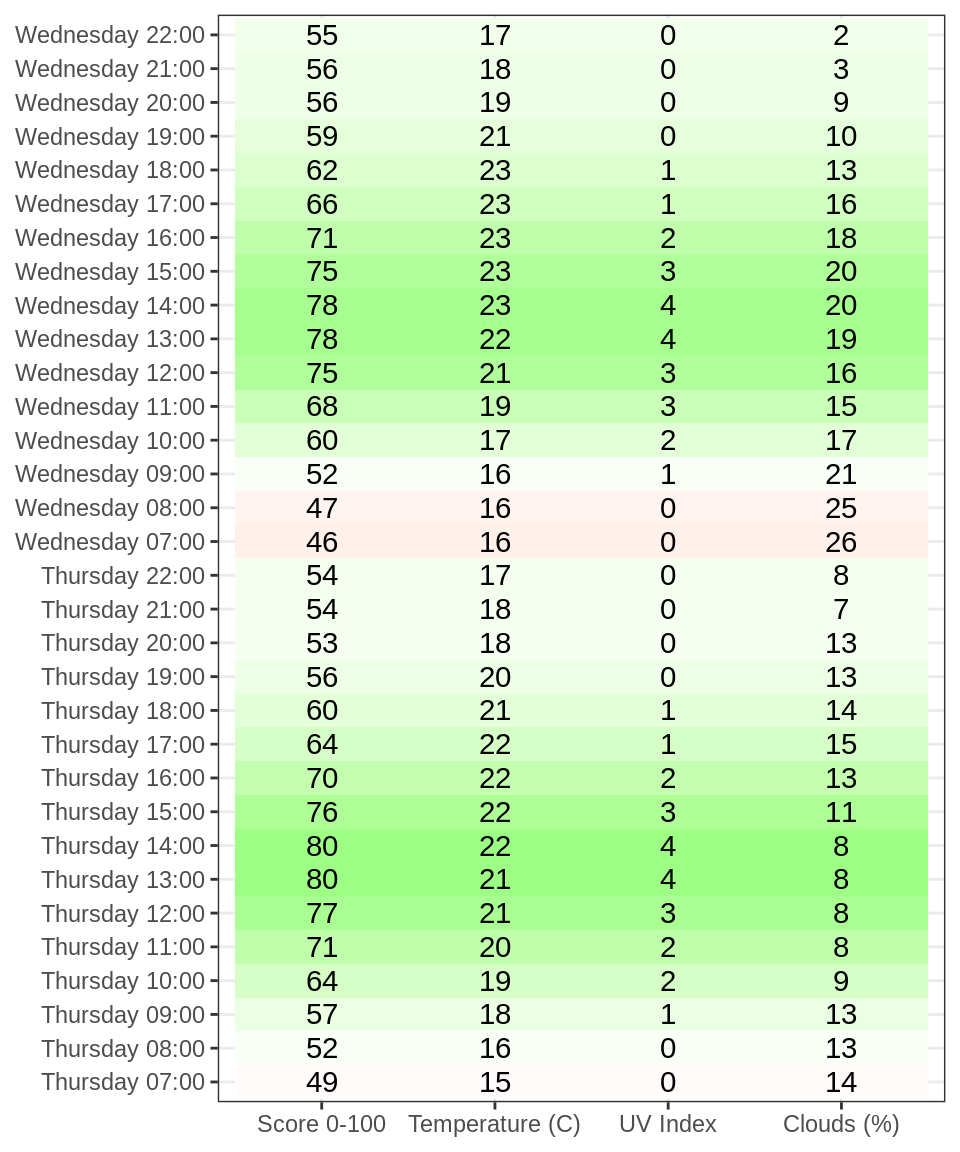 Wednesday 22:00 55 17 0 2
Wednesday 21:00 56 18 0 3
Wednesday 20:00 56 19 0 9
Wednesday 19:00 59 21 0 10
Wednesday 18:00 62 23 1 13
Wednesday 17:00 66 23 1 16
Wednesday 16:00 71 23 2 18
Wednesday 15:00 75 23 3 20
Wednesday 14:00 78 23 4 20
Wednesday 13:00 78 22 4 19
Wednesday 12:00 75 21 3 16
Wednesday 11:00 68 19 3 15
Wednesday 10:00 60 17 2 17
Wednesday 09:00 52 16 1 21
Wednesday 08:00 47 16 0 25
Wednesday 07:00 46 16 0 26
Thursday 22:00 54 17 0 8
Thursday 21:00 54 18 0 7
Thursday 20:00 53 18 0 13
Thursday 19:00 56 20 0 13
Thursday 18:00 60 21 1 14
Thursday 17:00 64 22 1 15
Thursday 16:00 70 22 2 13
Thursday 15:00 76 22 3 11
Thursday 14:00 80 22 4 8
Thursday 13:00 80 21 4 8
Thursday 12:00 77 21 3 8
Thursday 11:00 71 20 2 8
Thursday 10:00 64 19 2 9
Thursday 09:00 57 18 1 13
Thursday 08:00 52 16 0 13
Thursday 07:00 49 15 0 14
Score 0-100 Temperature (C) UV Index Clouds (%)